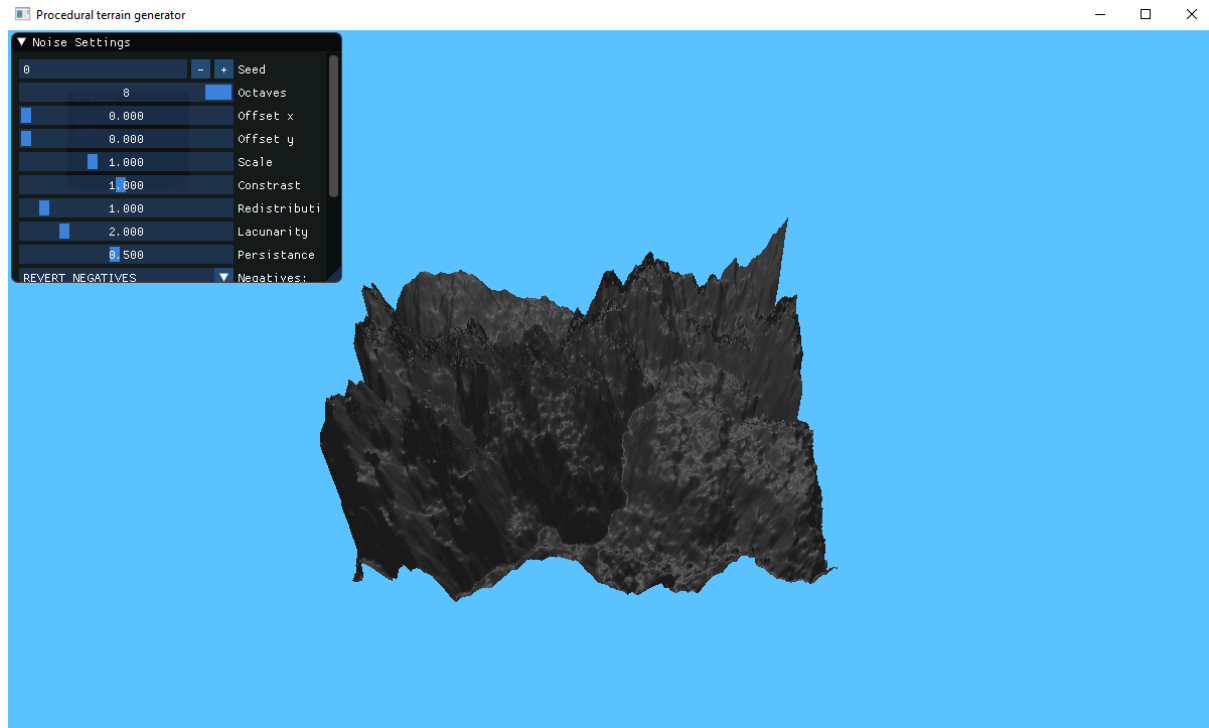 Procedural terrain generator
Noise Settings
0 - + Seed
8 Octaves
0.000 Offset x
0.000 Offset y
1.000 Scale
1.000 Constrast
1.000 Redistributi
2.000 Lacunarity
0.500 Persistance
REVERT NEGATIVES Negatives: